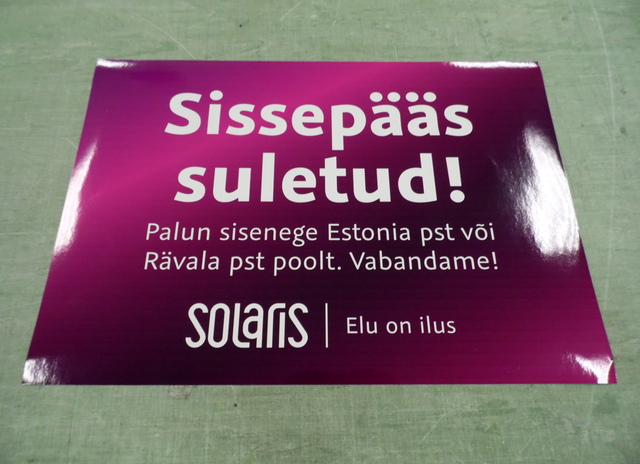 Sissepääs
suletud!
Palun sisenege Estonia pst või
Rävala pst poolt. Vabandame!
SOLARIS | Elu on ilus